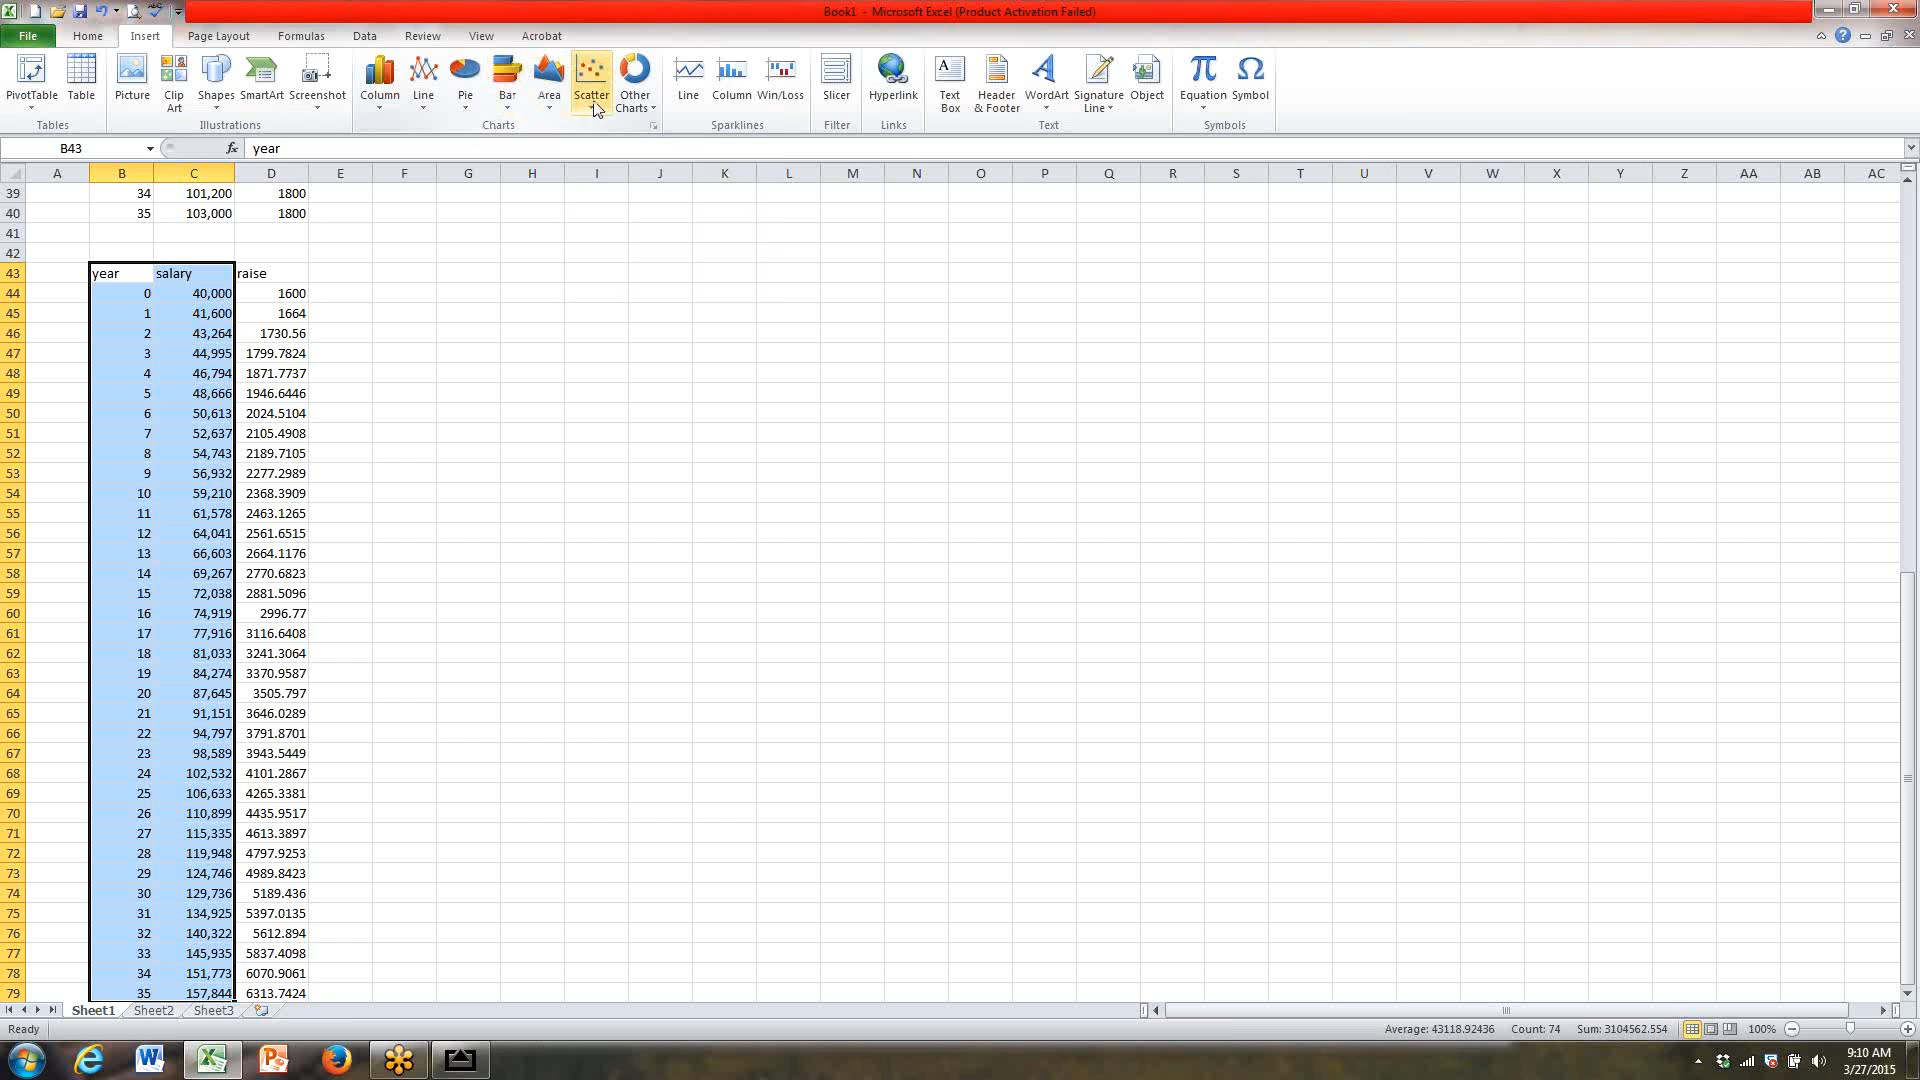 Book1 - Microsoft Excel (Product Activation Failed)
File Home Insert Page Layout Formulas Data Review View Acrobat
PivotTable Table Picture Clip Art Shapes SmartArt Screenshot Column Line Pie Bar Area Scatter Other Charts Line Column Win/Loss Slicer Hyperlink Text Box Header & Footer WordArt Signature Line Object Equation Symbol
Tables Illustrations Charts Sparklines Filter Links Text Symbols
B43 fx year
A B C D E F G H I J K L M N O P Q R S T U V W X Y Z AA AB AC
39 34 101,200 1800
40 35 103,000 1800
41
42
43 year salary raise
44 0 40,000 1600
45 1 41,600 1664
46 2 43,264 1730.56
47 3 44,995 1799.7824
48 4 46,794 1871.7737
49 5 48,666 1946.6446
50 6 50,613 2024.5104
51 7 52,637 2105.4908
52 8 54,743 2189.7105
53 9 56,932 2277.2989
54 10 59,210 2368.3909
55 11 61,578 2463.1265
56 12 64,041 2561.6515
57 13 66,603 2664.1176
58 14 69,267 2770.6823
59 15 72,038 2881.5096
60 16 74,919 2996.77
61 17 77,916 3116.6408
62 18 81,033 3241.3064
63 19 84,274 3370.9587
64 20 87,645 3505.797
65 21 91,151 3646.0289
66 22 94,797 3791.8701
67 23 98,589 3943.5449
68 24 102,532 4101.2867
69 25 106,633 4265.3381
70 26 110,899 4435.9517
71 27 115,335 4613.3897
72 28 119,948 4797.9253
73 29 124,746 4989.8423
74 30 129,736 5189.436
75 31 134,925 5397.0135
76 32 140,322 5612.894
77 33 145,935 5837.4098
78 34 151,773 6070.9061
79 35 157,844 6313.7424
Sheet1 Sheet2 Sheet3
Ready Average: 43118.92436 Count: 74 Sum: 3104562.554 100%
9:10 AM
3/27/2015